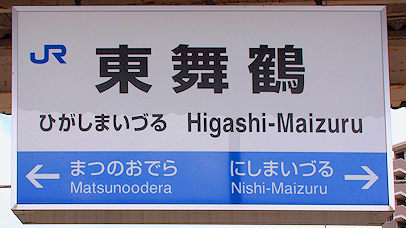 JR
東舞鶴
ひがしまいづる Higashi-Maizuru
← まつのおでら にしまいづる →
Matsunoodera Nishi-Maizuru